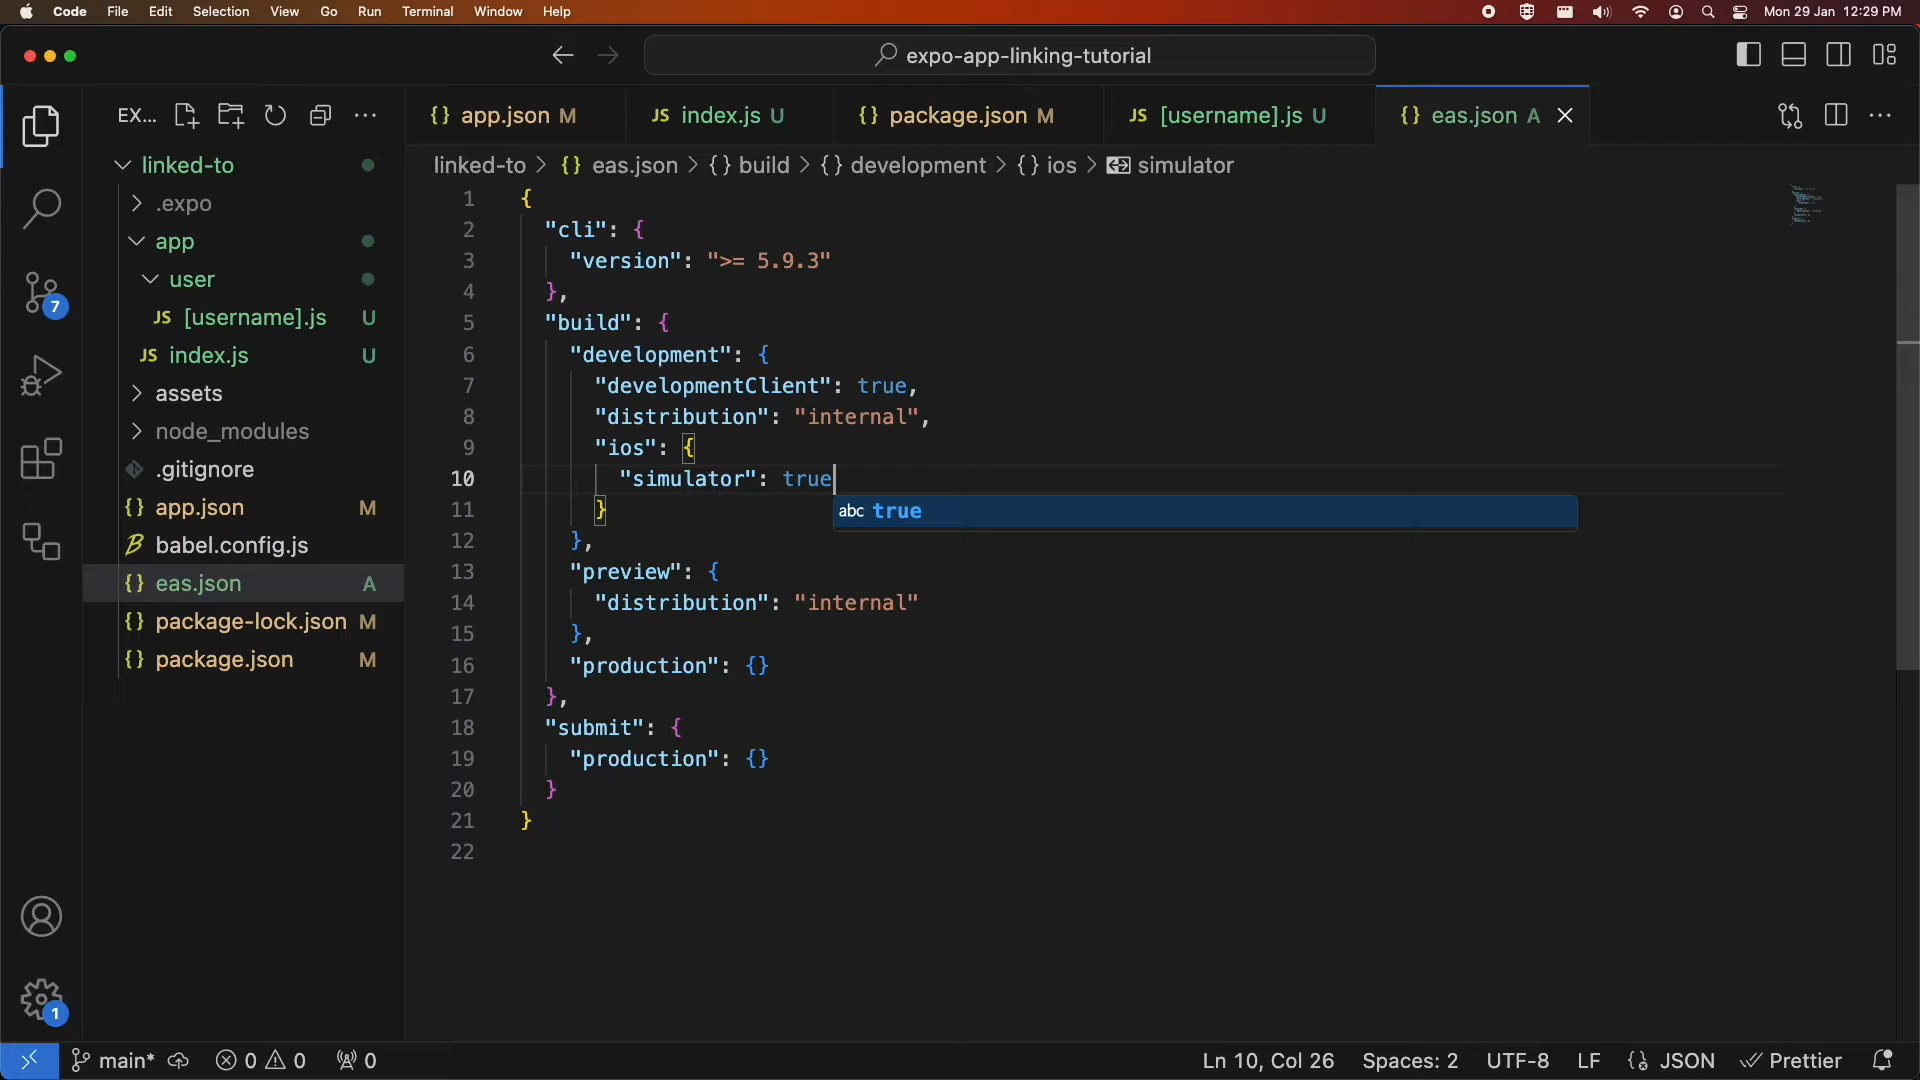 Code File Edit Selection View Go Run Terminal Window Help Mon 29 Jan 12:29 PM
expo-app-linking-tutorial
EX...
{} app.json M JS index.js U {} package.json M JS [username].js U {} eas.json A
linked-to > {} eas.json > {} build > {} development > {} ios > simulator
linked-to
.expo
app
user
JS [username].js U
JS index.js U
assets
node_modules
.gitignore
{} app.json M
babel.config.js
{} eas.json A
{} package-lock.json M
{} package.json M
7
1
1 {
2 "cli": {
3 "version": ">= 5.9.3"
4 },
5 "build": {
6 "development": {
7 "developmentClient": true,
8 "distribution": "internal",
9 "ios": {
10 "simulator": true
abc true
11 }
12 },
13 "preview": {
14 "distribution": "internal"
15 },
16 "production": {}
17 },
18 "submit": {
19 "production": {}
20 }
21 }
22
main* 0 0 0 Ln 10, Col 26 Spaces: 2 UTF-8 LF JSON Prettier